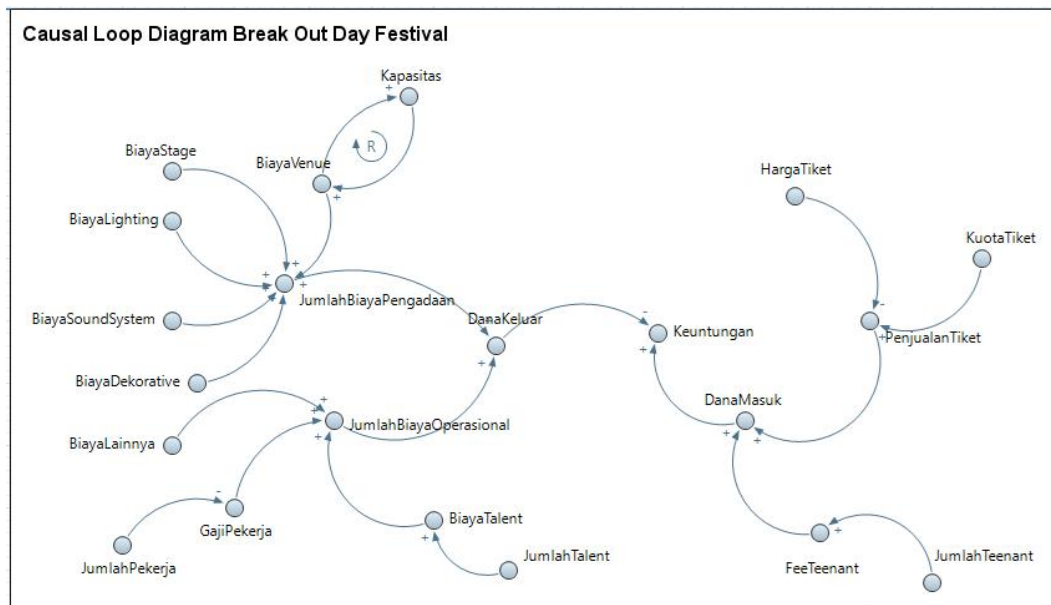 Causal Loop Diagram Break Out Day Festival
Kapasitas
+
BiayaStage
R
BiayaVenue
+
HargaTiket
BiayaLighting
KuotaTiket
+
+
+
+
JumlahBiayaPengadaan
-
BiayaSoundSystem
+
DanaKeluar
-
Keuntungan
+
PenjualanTiket
+
+
BiayaDekorative
DanaMasuk
+
+
JumlahBiayaOperasional
+
+
+
BiayaLainnya
-
GajiPekerja
BiayaTalent
+
JumlahPekerja
JumlahTalent
FeeTeenant
+
JumlahTeenant